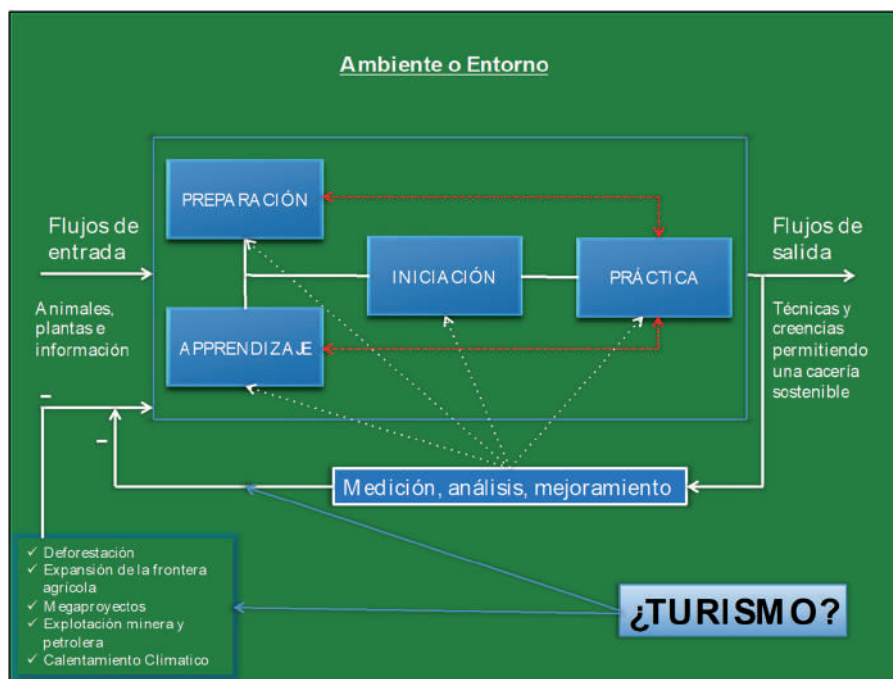 Ambiente o Entorno
PREPARACIÓN
Flujos de
entrada
INICIACIÓN
PRÁCTICA
Flujos de
salida
Animales,
plantas e
información
APPRENDIZAJE
Técnicas y
creencias
permitiendo
una cacería
sostenible
–
–
Medición, análisis, mejoramiento
✓ Deforestación
✓ Expansión de la frontera
agrícola
✓ Megaproyectos
✓ Explotación minera y
petrolera
✓ Calentamiento Climatico
¿TURISMO?